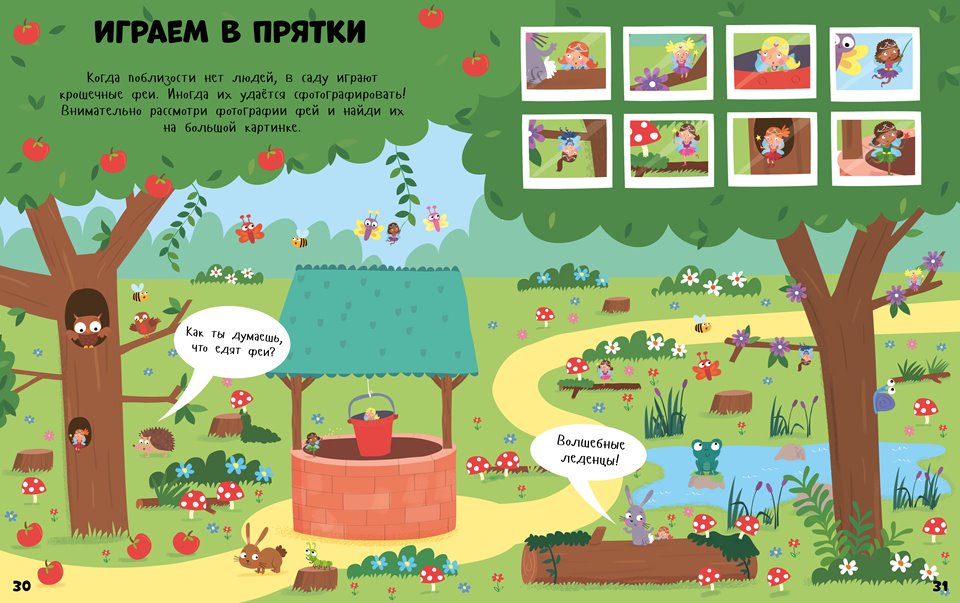 ИГРАЕМ В ПРЯТКИ
Когда поблизости нет людей, в саду играют
крошечные феи. Иногда их удаётся сфотографировать!
Внимательно рассмотри фотографии фей и найди их
на большой картинке.
Как ты думаешь,
что едят феи?
Волшебные
леденцы!
30
31